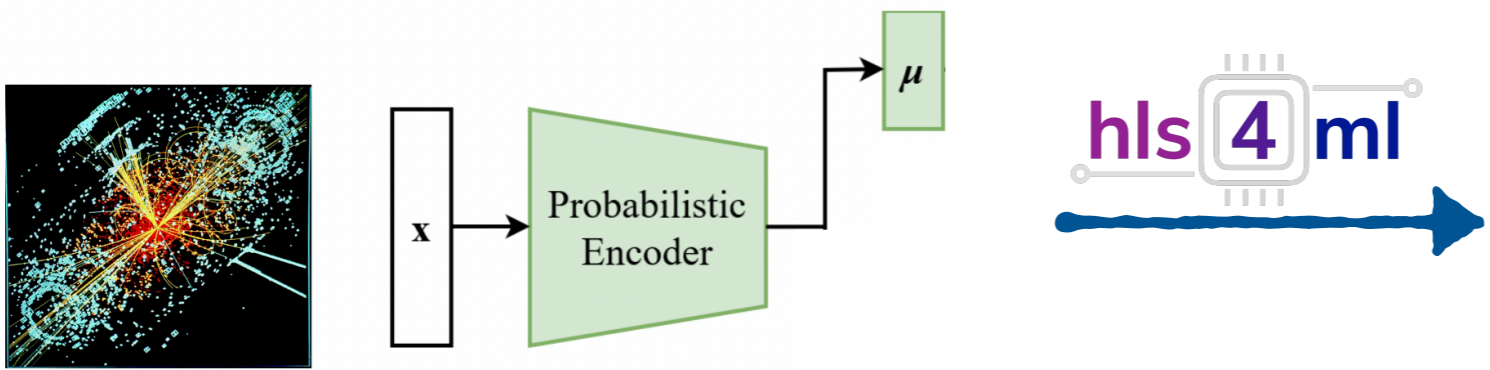 x
Probabilistic
Encoder
μ
hls 4 ml